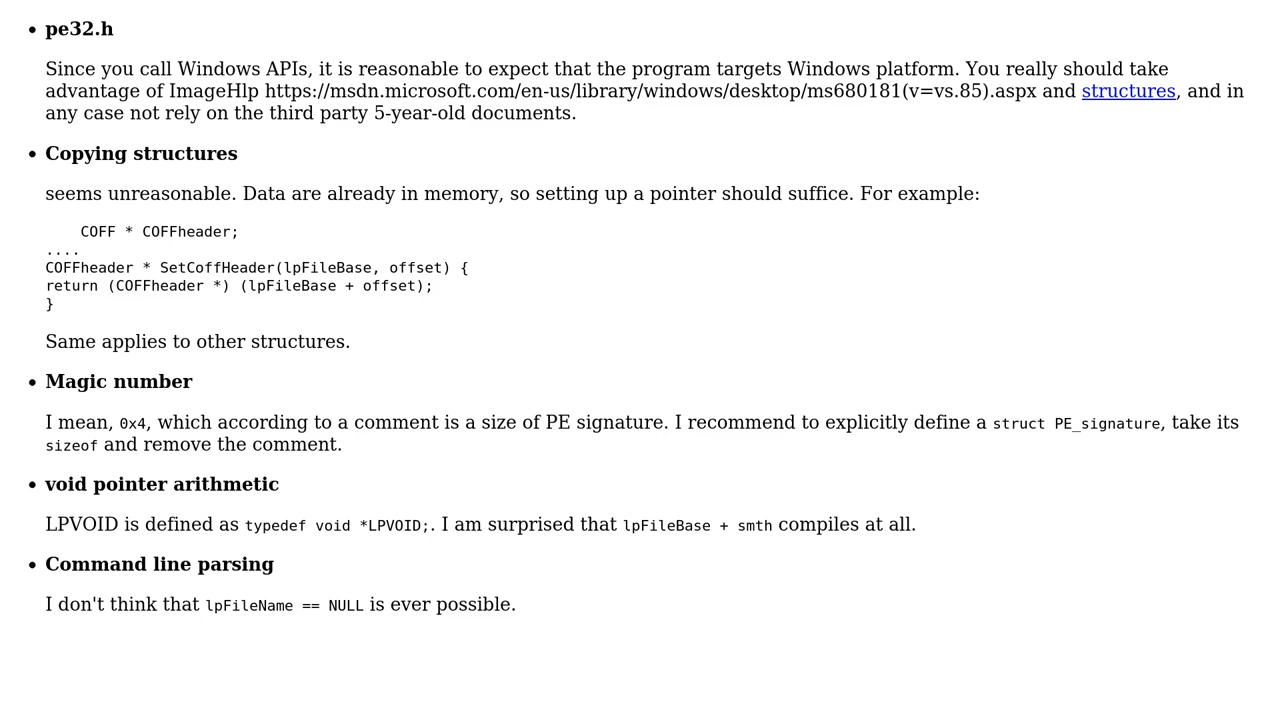 • pe32.h
Since you call Windows APIs, it is reasonable to expect that the program targets Windows platform. You really should take
advantage of ImageHlp https://msdn.microsoft.com/en-us/library/windows/desktop/ms680181(v=vs.85).aspx and structures, and in
any case not rely on the third party 5-year-old documents.
• Copying structures
seems unreasonable. Data are already in memory, so setting up a pointer should suffice. For example:
    COFF * COFFheader;
....
COFFheader * SetCoffHeader(lpFileBase, offset) {
return (COFFheader *) (lpFileBase + offset);
}
Same applies to other structures.
• Magic number
I mean, 0x4, which according to a comment is a size of PE signature. I recommend to explicitly define a struct PE_signature, take its
sizeof and remove the comment.
• void pointer arithmetic
LPVOID is defined as typedef void *LPVOID;. I am surprised that lpFileBase + smth compiles at all.
• Command line parsing
I don't think that lpFileName == NULL is ever possible.